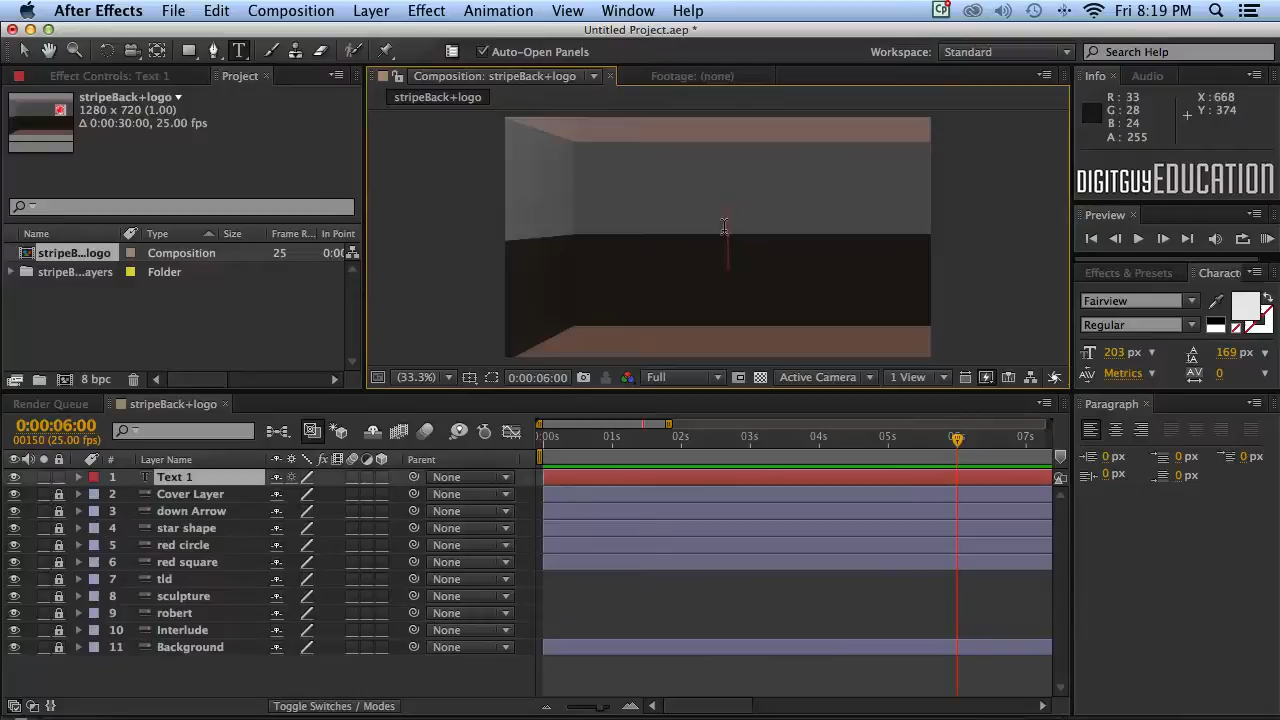 After Effects File Edit Composition Layer Effect Animation View Window Help Fri 8:19 PM
Untitled Project.aep *
Auto-Open Panels Workspace: Standard Search Help
Effect Controls: Text 1 Project Composition: stripeBack+logo Footage: (none) Info Audio
stripeBack+logo
stripeBack+logo
1280 x 720 (1.00)
Δ 0:00:30:00, 25.00 fps
R : 33 X : 668
G : 28 Y : 374
B : 24
A : 255
DIGITGUYEDUCATION
Preview
Name Type Size Frame R... In Point
stripeB...logo Composition 25 0:00
stripeB...ayers Folder
Effects & Presets Charact
Fairview
Regular
203 px 169 px
Metrics 0
8 bpc (33.3%) 0:00:06:00 Full Active Camera 1 View
Render Queue stripeBack+logo Paragraph
0:00:06:00
00150 (25.00 fps)
:00s 01s 02s 03s 04s 05s 06s 07s
# Layer Name Parent
0 px 0 px 0 px
0 px 0 px
1 T Text 1 None
2 Cover Layer None
3 down Arrow None
4 star shape None
5 red circle None
6 red square None
7 tld None
8 sculpture None
9 robert None
10 Interlude None
11 Background None
Toggle Switches / Modes